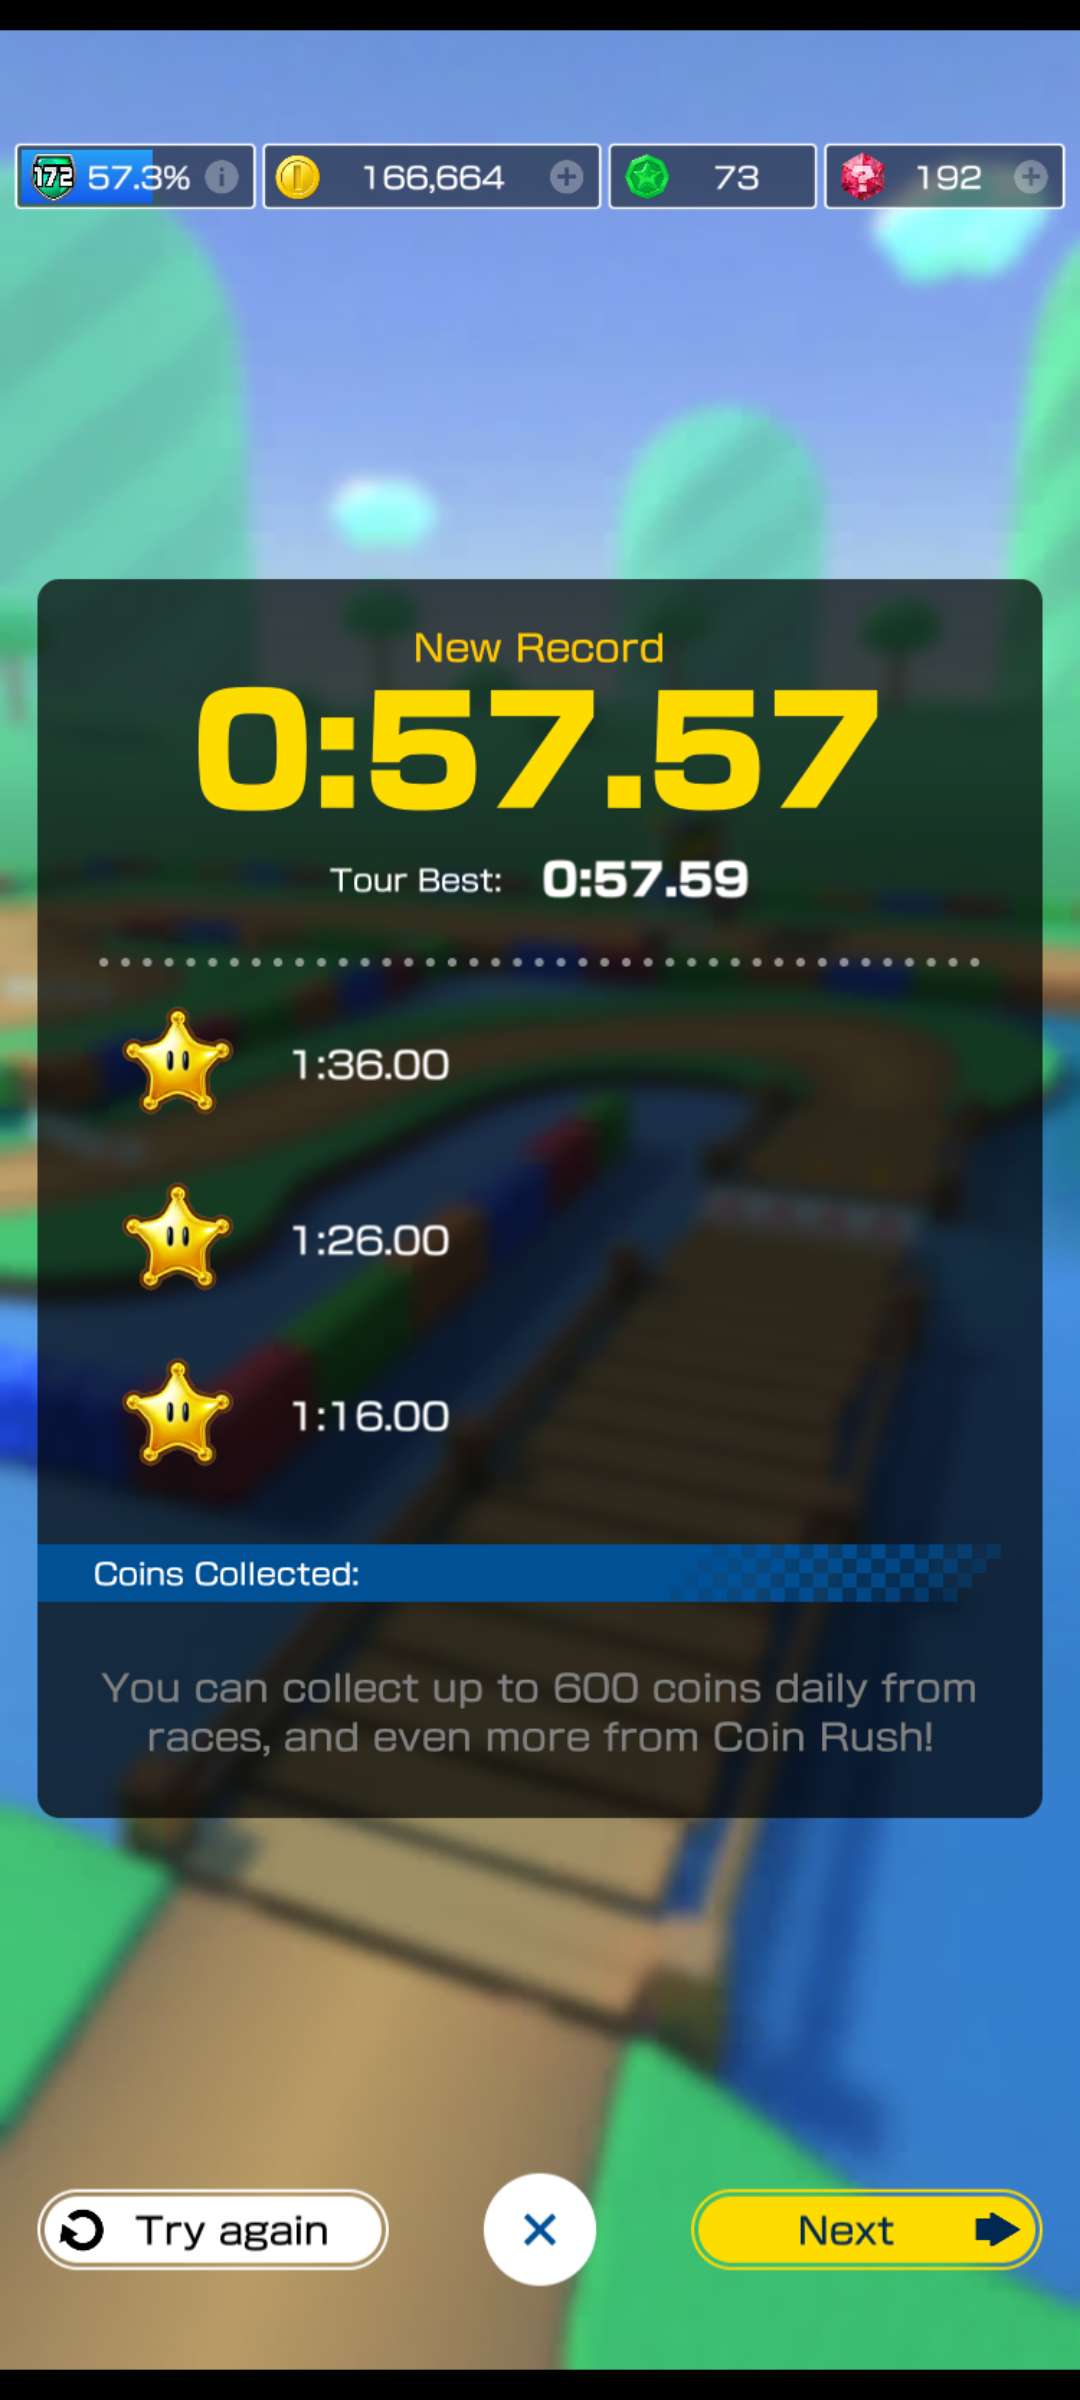 172 57.3% i 166,664 + 73 ? 192 +
New Record
0:57.57
Tour Best: 0:57.59
1:36.00
1:26.00
1:16.00
Coins Collected:
You can collect up to 600 coins daily from
races, and even more from Coin Rush!
Try again
Next